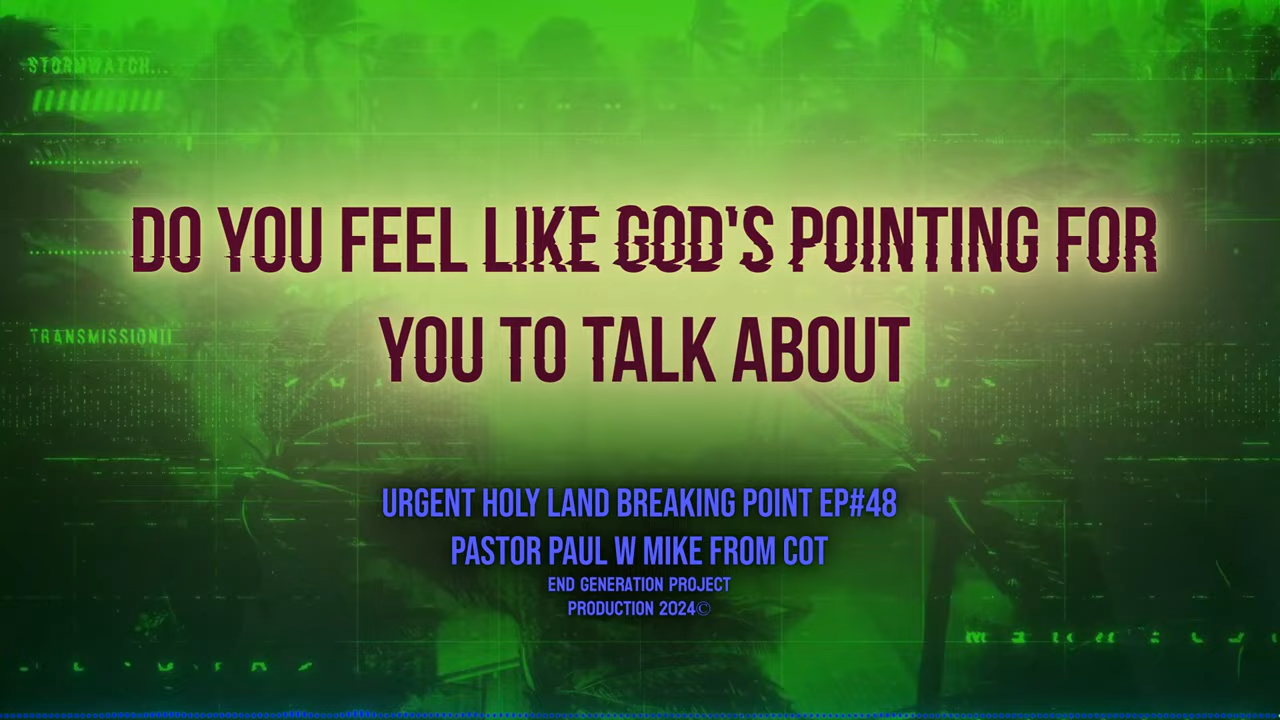 STORMWATCH...
DO YOU FEEL LIKE GOD'S POINTING FOR
YOU TO TALK ABOUT
TRANSMISSION
URGENT HOLY LAND BREAKING POINT EP#48
PASTOR PAUL W MIKE FROM COT
END GENERATION PROJECT
PRODUCTION 2024©